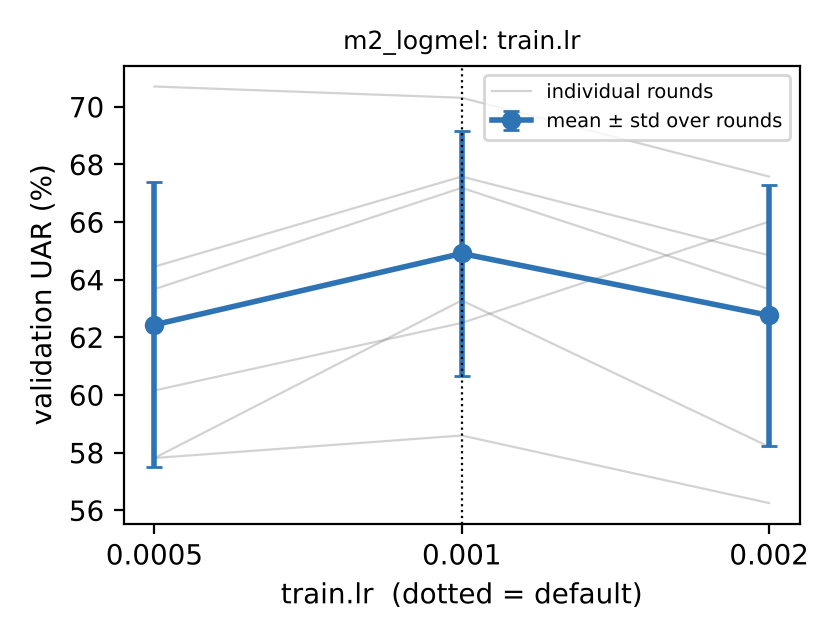 m2_logmel: train.lr
individual rounds
mean ± std over rounds
validation UAR (%)
70
68
66
64
62
60
58
56
0.0005
0.001
0.002
train.lr  (dotted = default)